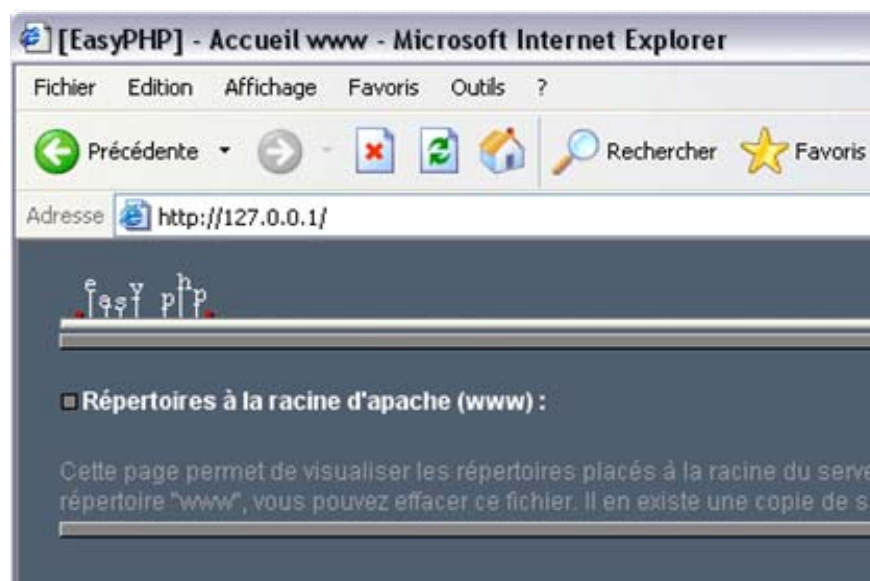 [EasyPHP] - Accueil www - Microsoft Internet Explorer
Fichier Edition Affichage Favoris Outils ?
Précédente Rechercher Favoris
Adresse http://127.0.0.1/
easy php
Répertoires à la racine d'apache (www) :
Cette page permet de visualiser les répertoires placés à la racine du serve
répertoire "www", vous pouvez effacer ce fichier. Il en existe une copie de s